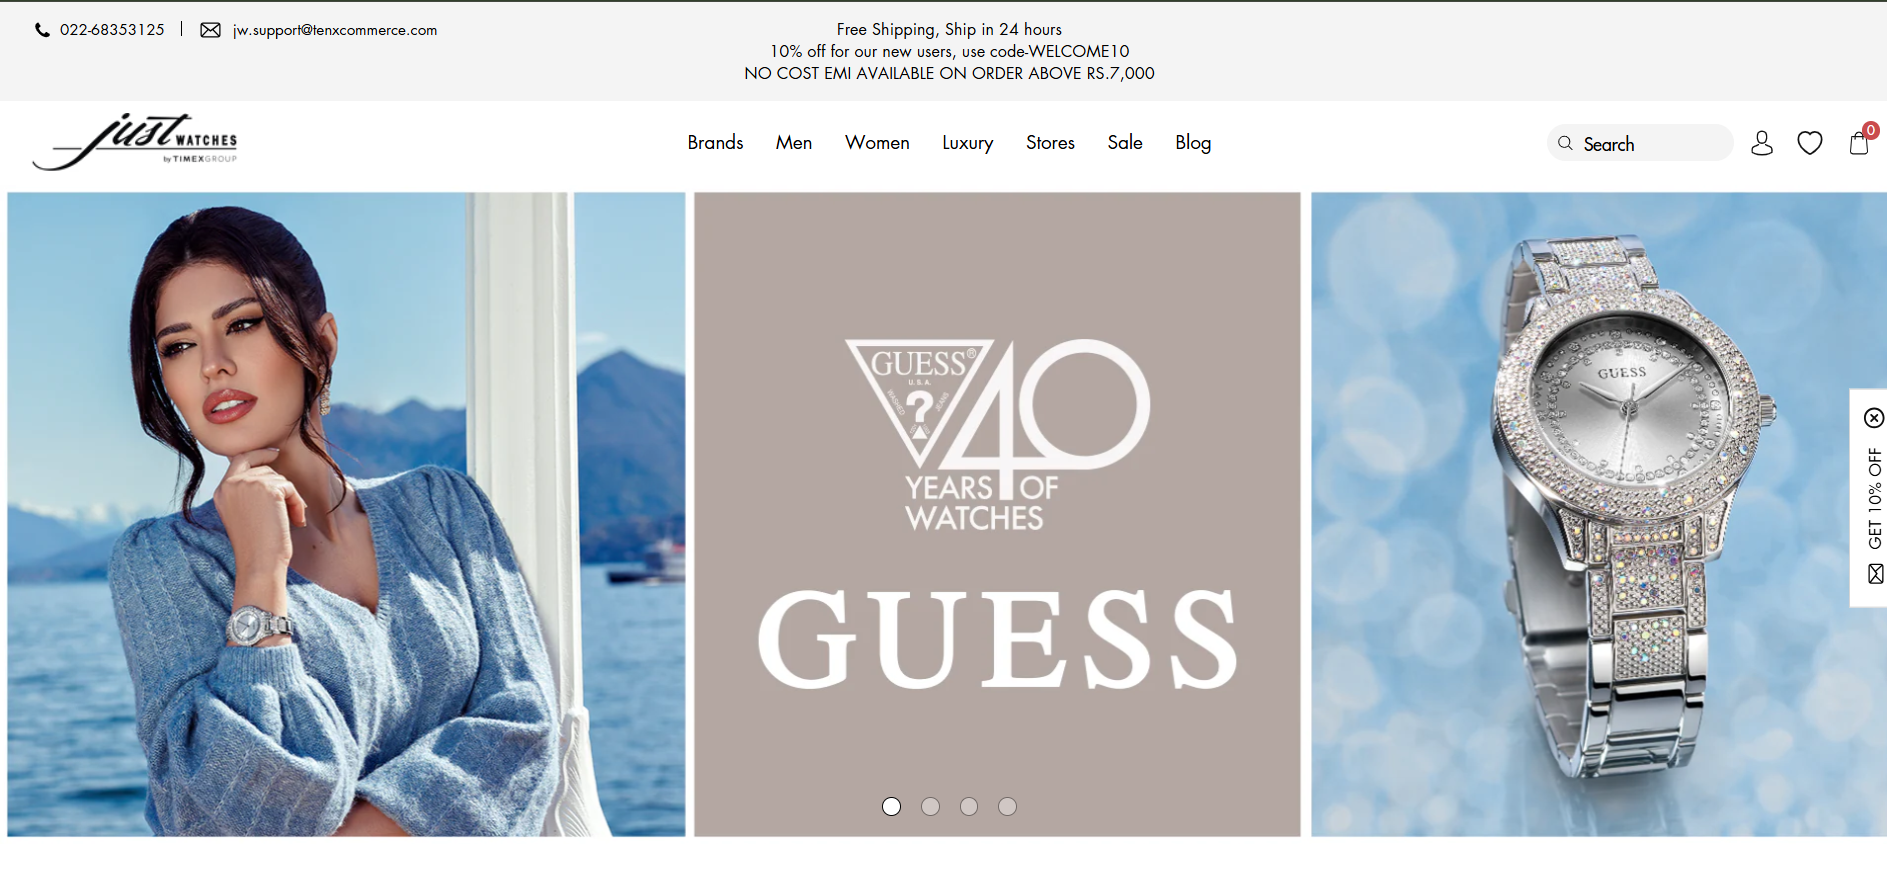 022-68353125
jw.support@tenxcommerce.com
Free Shipping, Ship in 24 hours
10% off for our new users, use code-WELCOME10
NO COST EMI AVAILABLE ON ORDER ABOVE RS.7,000
just WATCHES
by TIMEXGROUP
Brands
Men
Women
Luxury
Stores
Sale
Blog
Search
0
GUESS®
U.S.A.
WASHED
?
JEANS
40
YEARS OF
WATCHES
GUESS
GUESS
GET 10% OFF